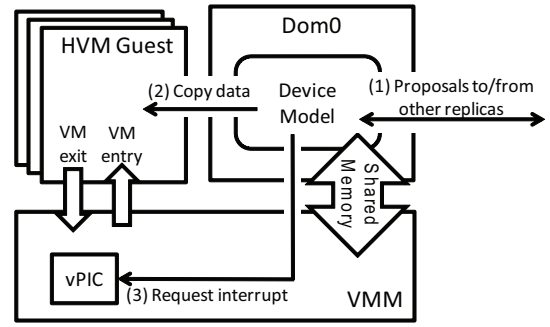 HVM Guest
Dom0
(2) Copy data
Device
Model
(1) Proposals to/from
other replicas
VM
exit
VM
entry
Shared
Memory
vPIC
(3) Request interrupt
VMM